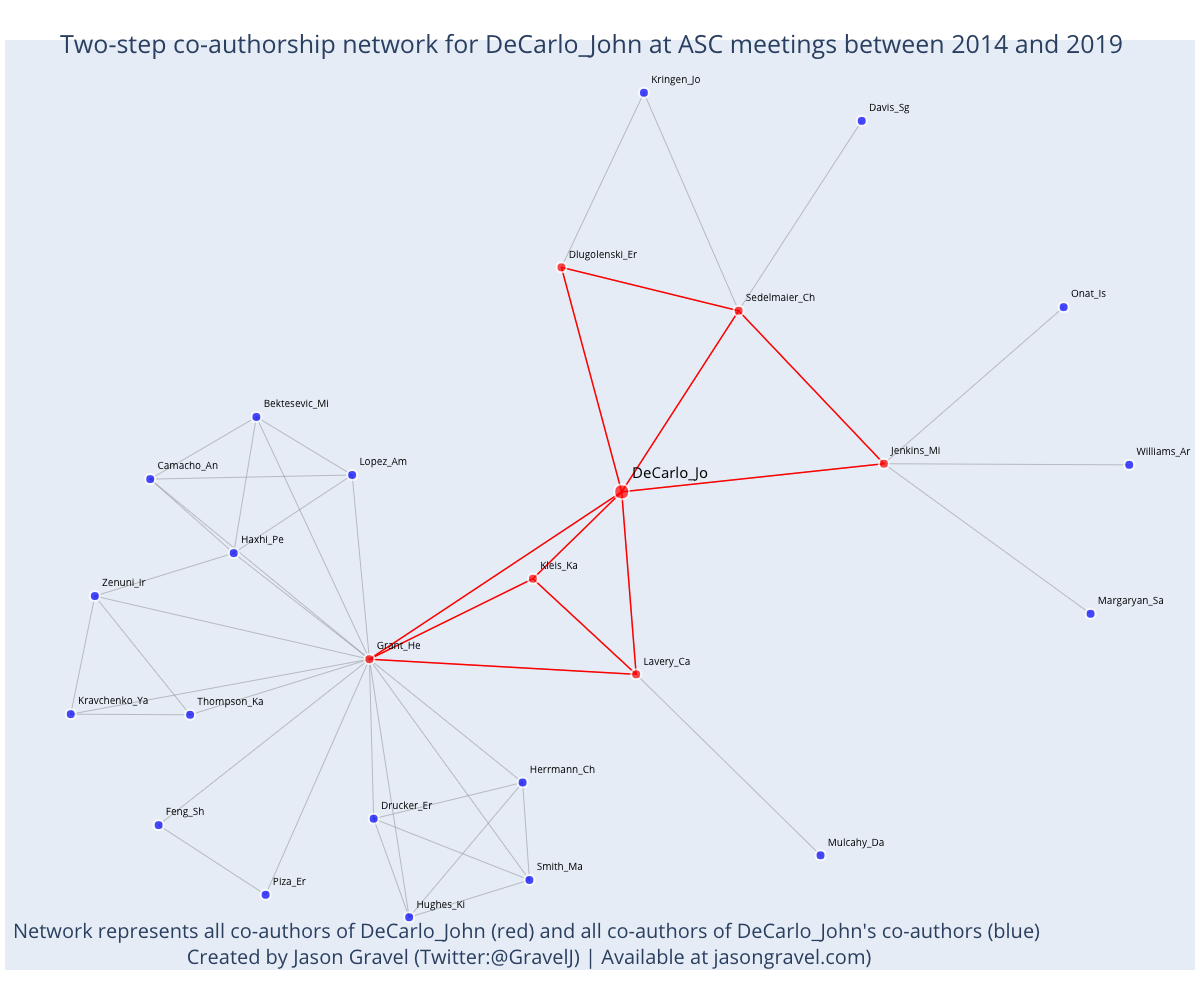 Two-step co-authorship network for DeCarlo_John at ASC meetings between 2014 and 2019
Kringen_Jo
Davis_Sg
Dlugolenski_Er
Sedelmaier_Ch
Onat_Is
Bektesevic_Mi
Jenkins_Mi
Williams_Ar
Camacho_An
Lopez_Am
DeCarlo_Jo
Haxhi_Pe
Kleis_Ka
Zenuni_Ir
Margaryan_Sa
Grant_He
Lavery_Ca
Kravchenko_Ya
Thompson_Ka
Herrmann_Ch
Feng_Sh
Drucker_Er
Mulcahy_Da
Smith_Ma
Piza_Er
Hughes_Ki
Network represents all co-authors of DeCarlo_John (red) and all co-authors of DeCarlo_John's co-authors (blue)
Created by Jason Gravel (Twitter:@GravelJ) | Available at jasongravel.com)